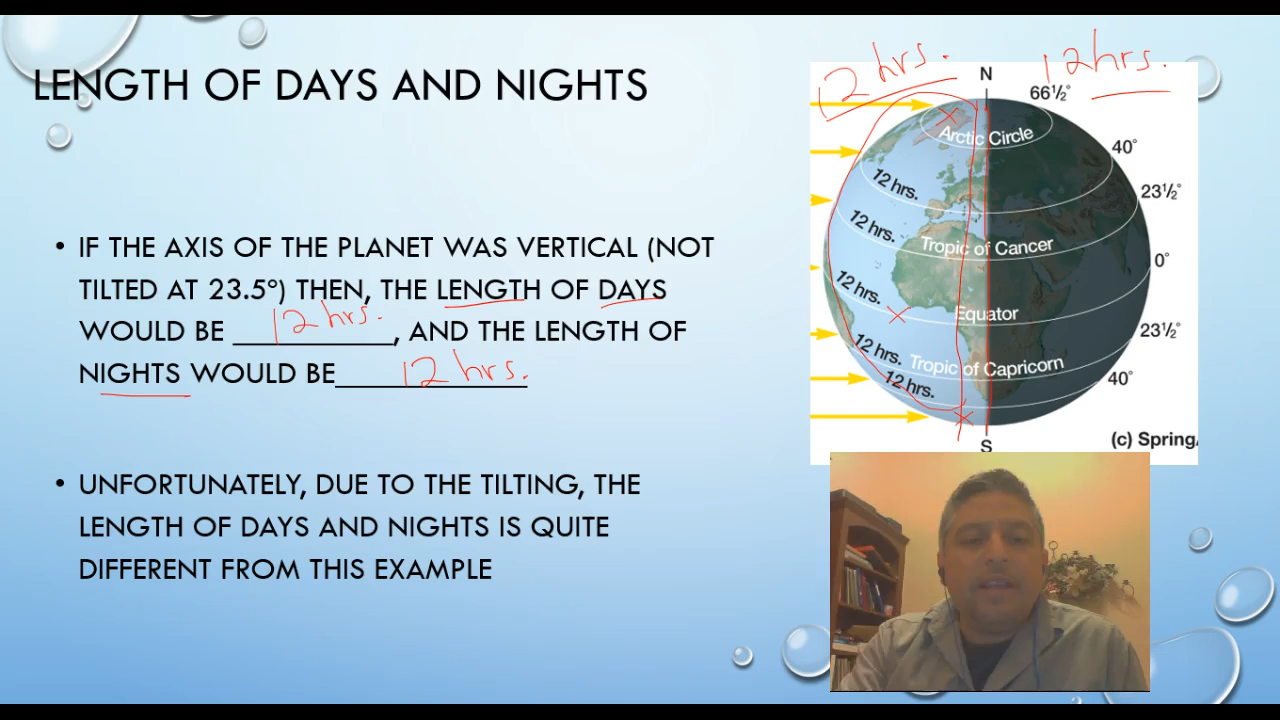 LENGTH OF DAYS AND NIGHTS
• IF THE AXIS OF THE PLANET WAS VERTICAL (NOT
TILTED AT 23.5°) THEN, THE LENGTH OF DAYS
WOULD BE 12 hrs., AND THE LENGTH OF
NIGHTS WOULD BE 12 hrs.
• UNFORTUNATELY, DUE TO THE TILTING, THE
LENGTH OF DAYS AND NIGHTS IS QUITE
DIFFERENT FROM THIS EXAMPLE
12 hrs.
12 hrs.
N
66½°
Arctic Circle
40°
12 hrs.
23½°
12 hrs.
Tropic of Cancer
0°
12 hrs.
Equator
23½°
12 hrs.
Tropic of Capricorn
12 hrs.
40°
S
(c) Spring